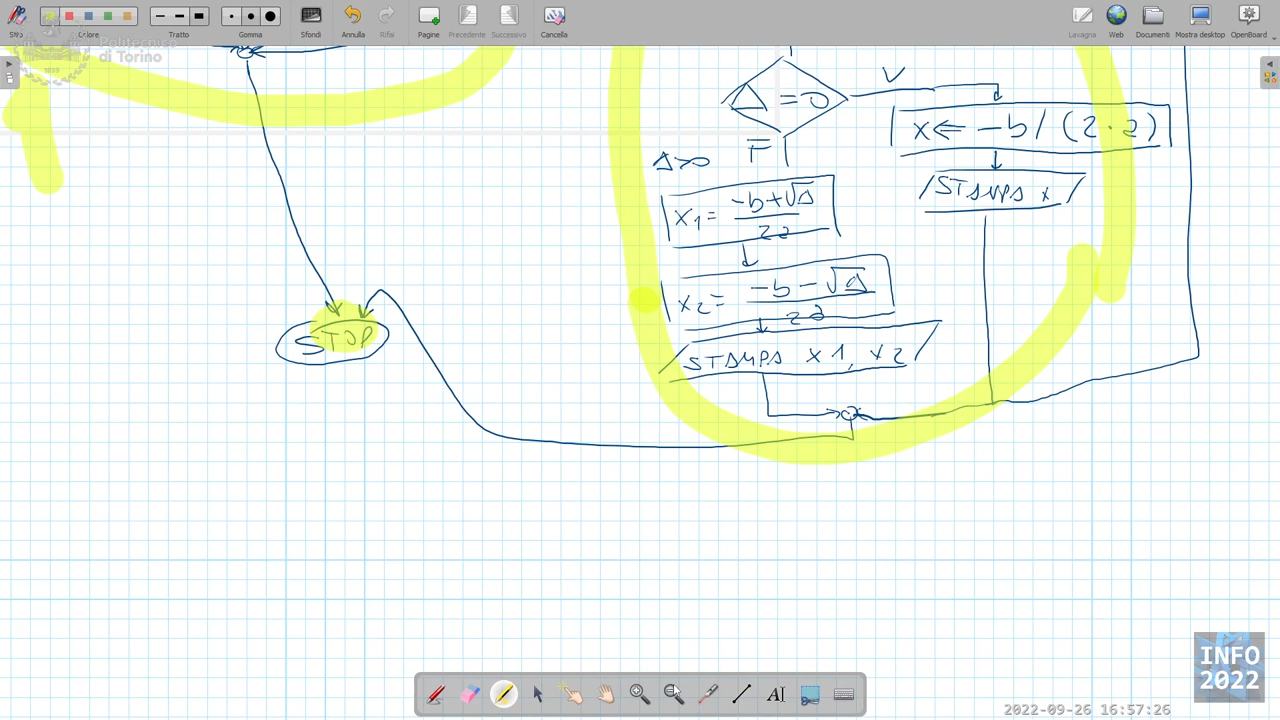 Stilo
Colore
Tratto
Gomma
Sfondi
Annulla
Rifai
Pagine
Precedente
Successivo
Cancella
Lavagna
Web
Documenti
Mostra desktop
OpenBoard
Politecnico
di Torino
Δ = 0
V
F
Δ>0
x ← -b / (2·a)
STAMPA x
x1 = -b+√Δ
2a
x2 = -b - √Δ
2a
STAMPA x1, x2
STOP
INFO
2022
2022-09-26 16:57:26